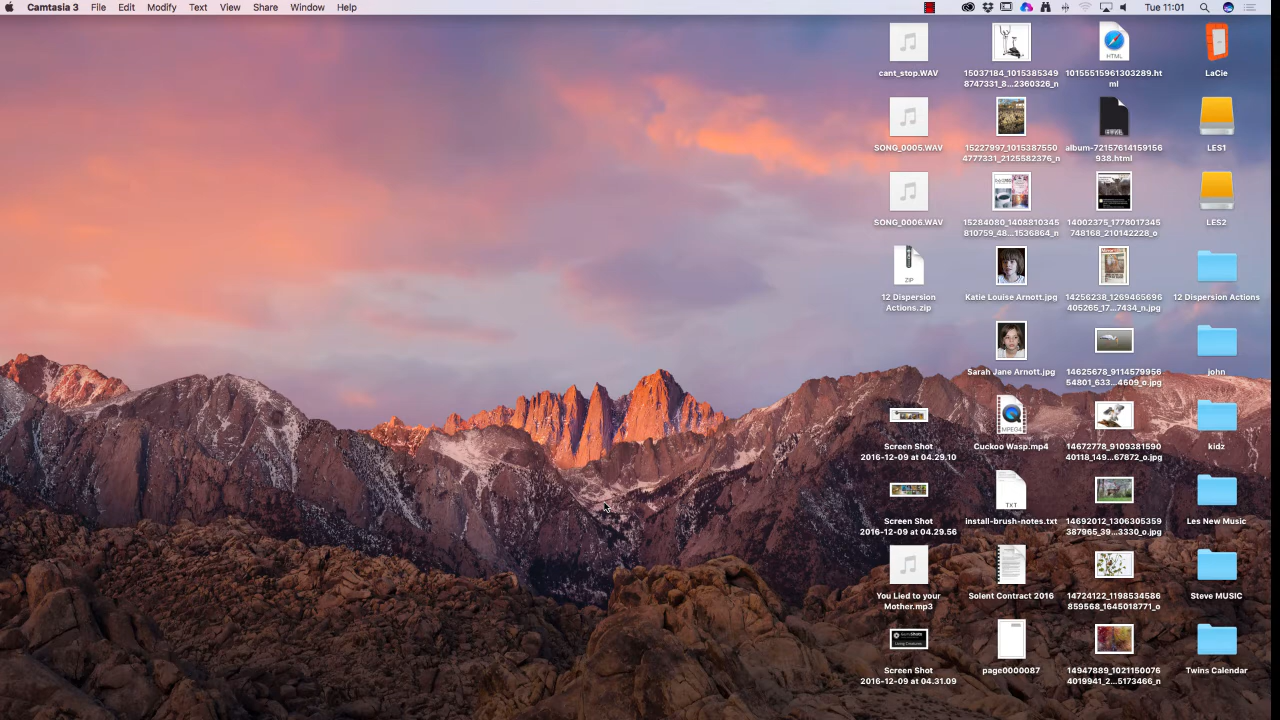 Camtasia 3 File Edit Modify Text View Share Window Help Tue 11:01
cant_stop.WAV
15037184_1015385349
8747331_8...2360326_n
10155515961303289.ht
ml
HTML
LaCie
SONG_0005.WAV
15227997_1015387550
4777331_2125582376_n
HTML
album-72157614159156
938.html
LES1
SONG_0006.WAV
15284080_1408810345
810759_48...1536864_n
14002375_1778017345
748168_210142228_o
LES2
ZIP
12 Dispersion
Actions.zip
Katie Louise Arnott.jpg
14256238_1269465696
405265_17...7434_n.jpg
12 Dispersion Actions
Sarah Jane Arnott.jpg
14625678_9114579956
54801_633...4609_o.jpg
john
Screen Shot
2016-12-09 at 04.29.10
MPEG4
Cuckoo Wasp.mp4
14672778_9109381590
40118_149...67872_o.jpg
kidz
Screen Shot
2016-12-09 at 04.29.56
TXT
install-brush-notes.txt
14692012_1306305359
387965_39...3330_o.jpg
Les New Music
You Lied to your
Mother.mp3
Solent Contract 2016
14724122_1198534586
859568_1645018771_o
Steve MUSIC
Screen Shot
2016-12-09 at 04.31.09
page0000087
14947889_1021150076
4019941_2...5173466_n
Twins Calendar